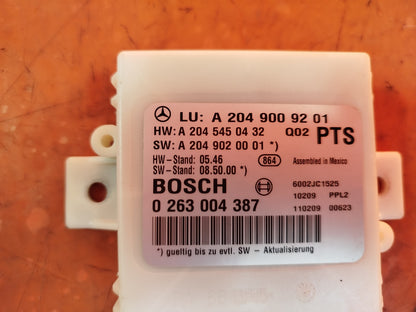 LU: A 204 900 92 01
HW: A 204 545 04 32 Q02 PTS
SW: A 204 902 00 01 *)
HW-Stand: 05.46 864 Assembled in Mexico
SW-Stand: 08.50.00 *)
BOSCH 6002JC1525
0 263 004 387 10209 PPL2
110209 00623
*) gueltig bis zu evtl. SW - Aktualisierung